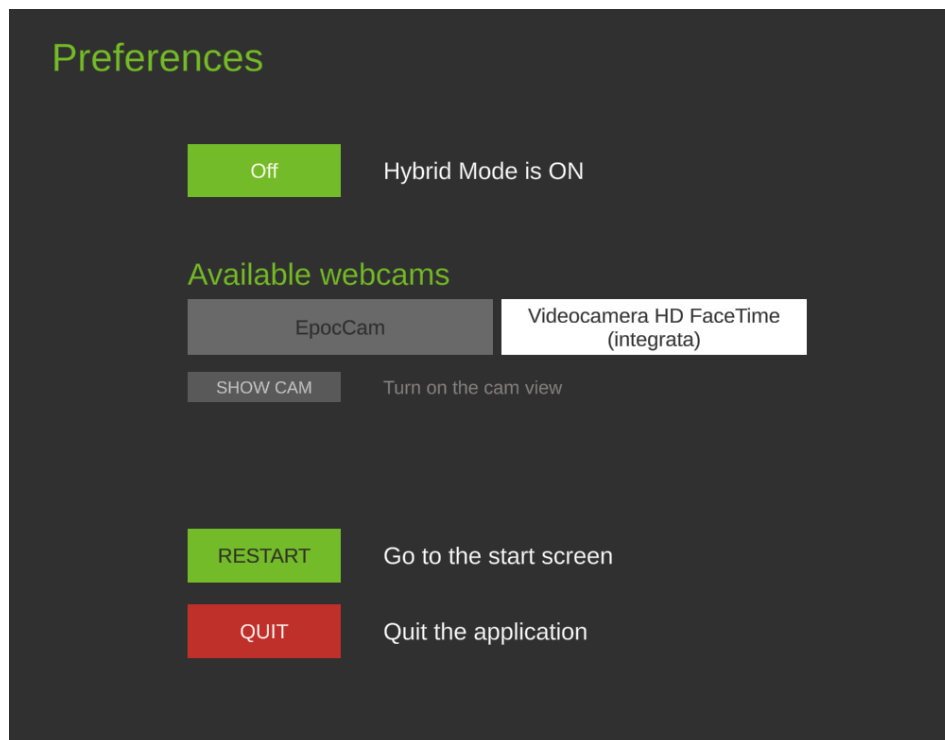 Preferences
Off
Hybrid Mode is ON
Available webcams
EpocCam
Videocamera HD FaceTime
(integrata)
SHOW CAM
Turn on the cam view
RESTART
Go to the start screen
QUIT
Quit the application